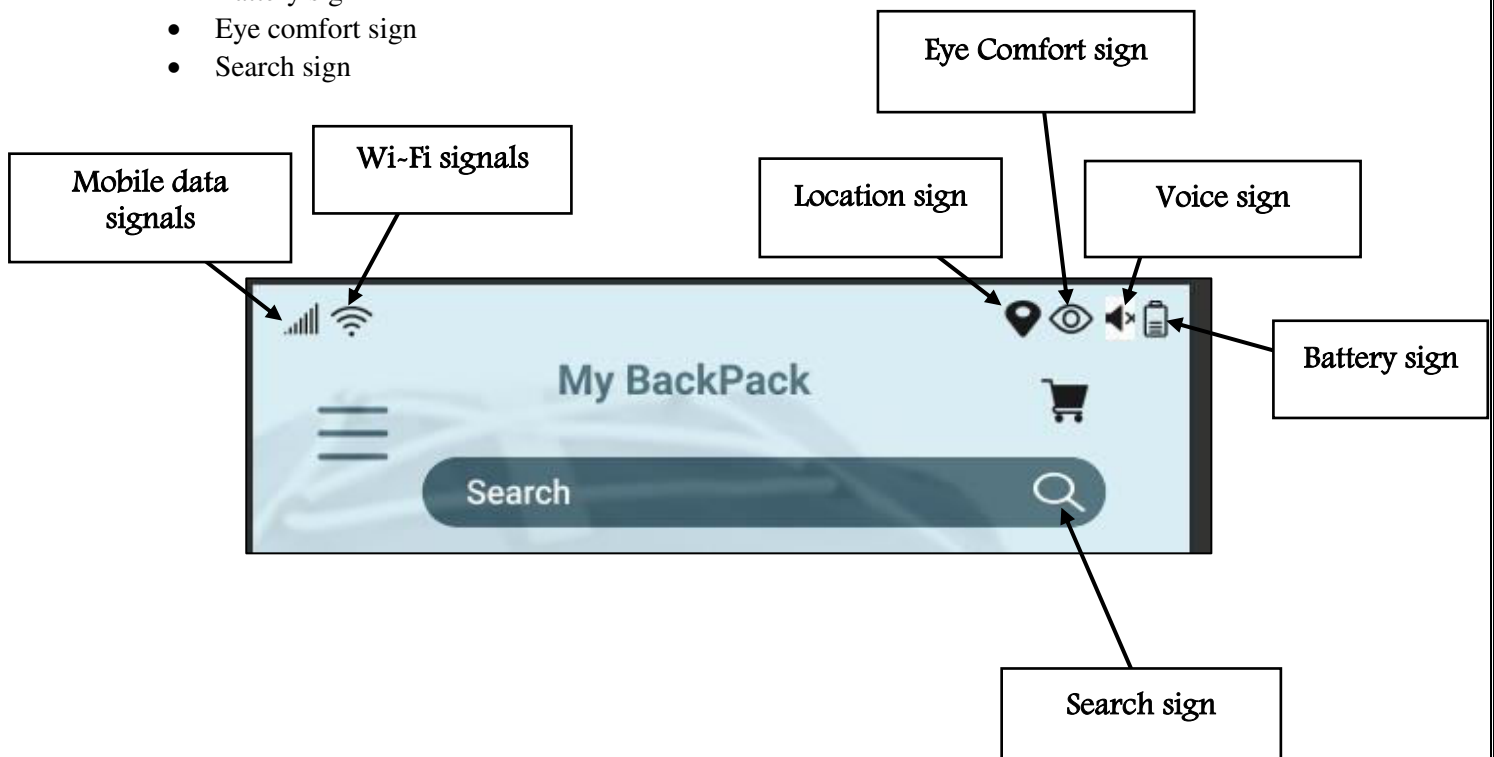 Eye comfort sign
Search sign
Eye Comfort sign
Wi-Fi signals
Mobile data
signals
Location sign
Voice sign
Battery sign
My BackPack
Search
Search sign